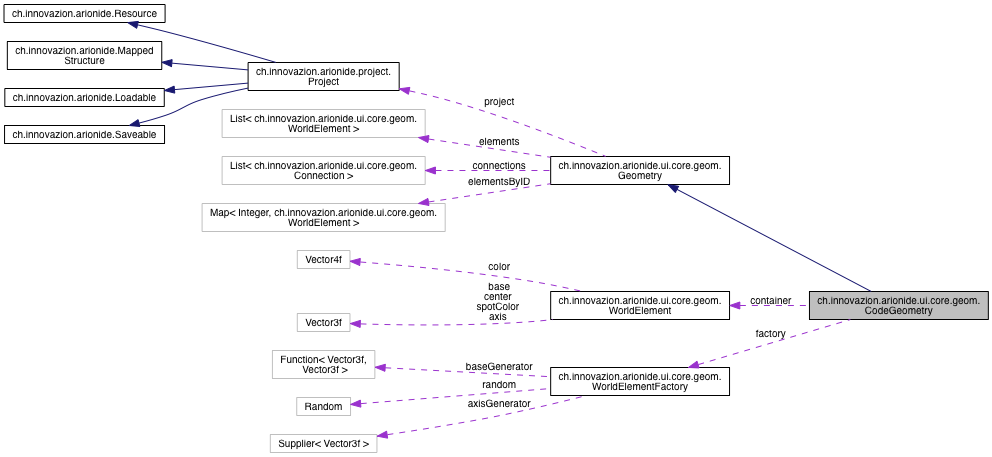 ch.innovazion.arionide.Resource
ch.innovazion.arionide.Mapped
Structure
ch.innovazion.arionide.Loadable
ch.innovazion.arionide.Saveable
ch.innovazion.arionide.project.
Project
project
List< ch.innovazion.arionide.ui.core.geom.
WorldElement >
elements
List< ch.innovazion.arionide.ui.core.geom.
Connection >
connections
elementsByID
Map< Integer, ch.innovazion.arionide.ui.core.geom.
WorldElement >
ch.innovazion.arionide.ui.core.geom.
Geometry
Vector4f
color
base
center
spotColor
axis
Vector3f
ch.innovazion.arionide.ui.core.geom.
WorldElement
container
ch.innovazion.arionide.ui.core.geom.
CodeGeometry
factory
Function< Vector3f,
Vector3f >
baseGenerator
random
Random
axisGenerator
Supplier< Vector3f >
ch.innovazion.arionide.ui.core.geom.
WorldElementFactory